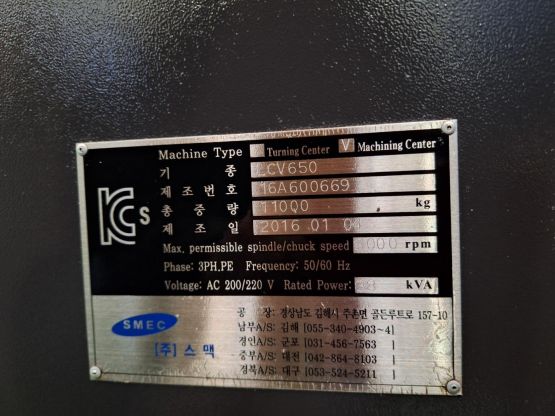 Machine Type Turning Center V Machining Center
기 종 LCV650
제조번호 16A600669
총 중 량 11000 kg
제 조 일 2016 01
Max, permissible spindle/chuck speed rpm
Phase: 3PH.PE Frequency: 50/60 Hz
Voltage: AC 200/220 V Rated Power: kVA
KCs
SMEC
[주] 스 맥
공 장: 경상남도 김해시 주촌면 골든루트로 157-10
남부A/S: 김해 [055-340-4903~4]
경인A/S: 군포 [031-456-7563]
중부A/S: 대전 [042-864-8103]
경북A/S: 대구 [053-524-5211]